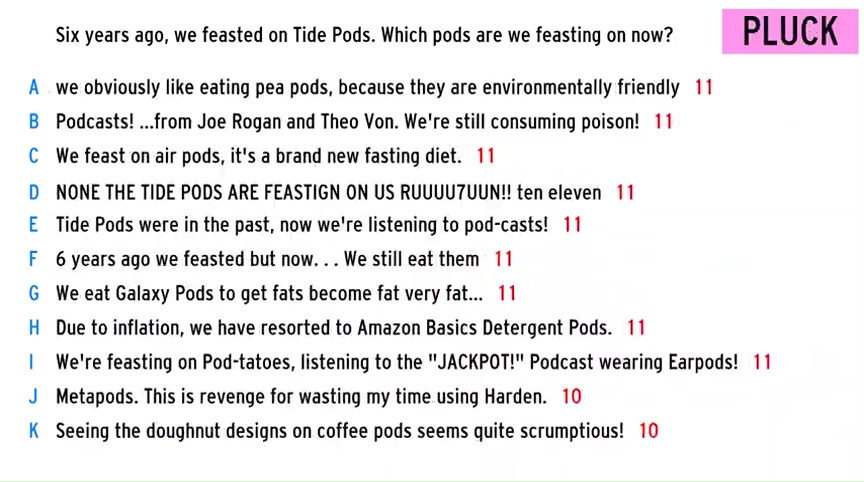 Six years ago, we feasted on Tide Pods. Which pods are we feasting on now?
PLUCK
A we obviously like eating pea pods, because they are environmentally friendly 11
B Podcasts! ...from Joe Rogan and Theo Von. We're still consuming poison! 11
C We feast on air pods, it's a brand new fasting diet. 11
D NONE THE TIDE PODS ARE FEASTIGN ON US RUUUU7UUN!! ten eleven 11
E Tide Pods were in the past, now we're listening to pod-casts! 11
F 6 years ago we feasted but now. . . We still eat them 11
G We eat Galaxy Pods to get fats become fat very fat... 11
H Due to inflation, we have resorted to Amazon Basics Detergent Pods. 11
I We're feasting on Pod-tatoes, listening to the "JACKPOT!" Podcast wearing Earpods! 11
J Metapods. This is revenge for wasting my time using Harden. 10
K Seeing the doughnut designs on coffee pods seems quite scrumptious! 10